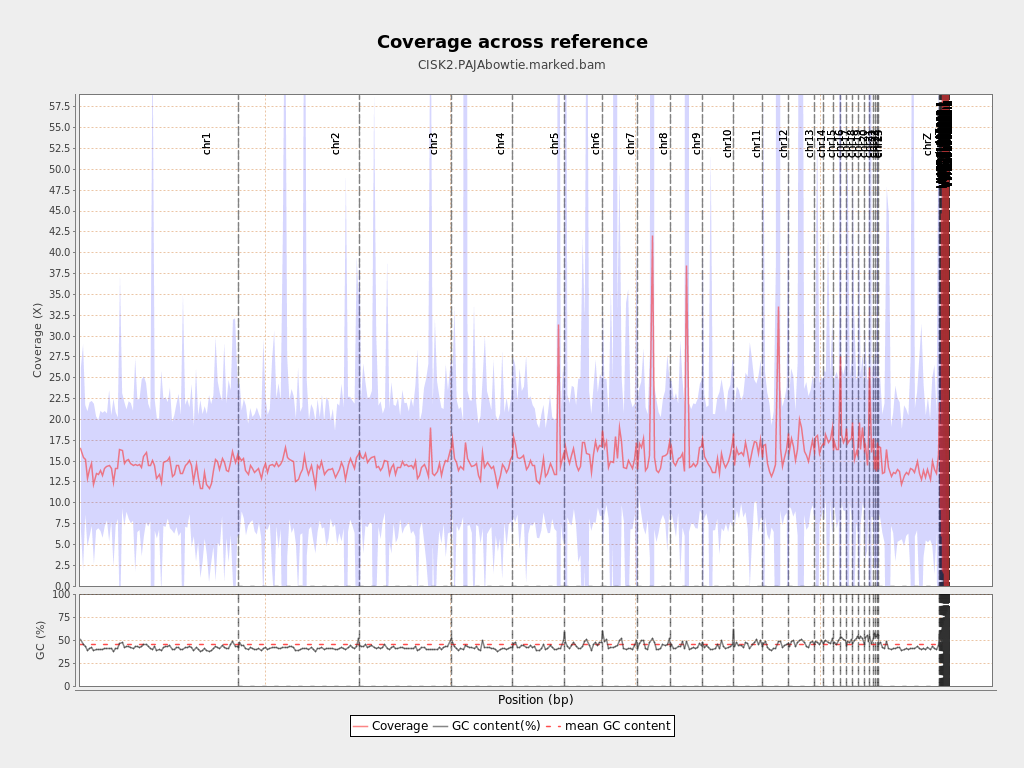 Coverage across reference
CISK2.PAJAbowtie.marked.bam
Coverage (X)
57.5
55.0
52.5
50.0
47.5
45.0
42.5
40.0
37.5
35.0
32.5
30.0
27.5
25.0
22.5
20.0
17.5
15.0
12.5
10.0
7.5
5.0
2.5
0.0
chr1
chr2
chr3
chr4
chr5
chr6
chr7
chr8
chr9
chr10
chr11
chr12
chr13
chr14
chr15
chrZ
GC (%)
100
75
50
25
0
Position (bp)
Coverage GC content(%) mean GC content